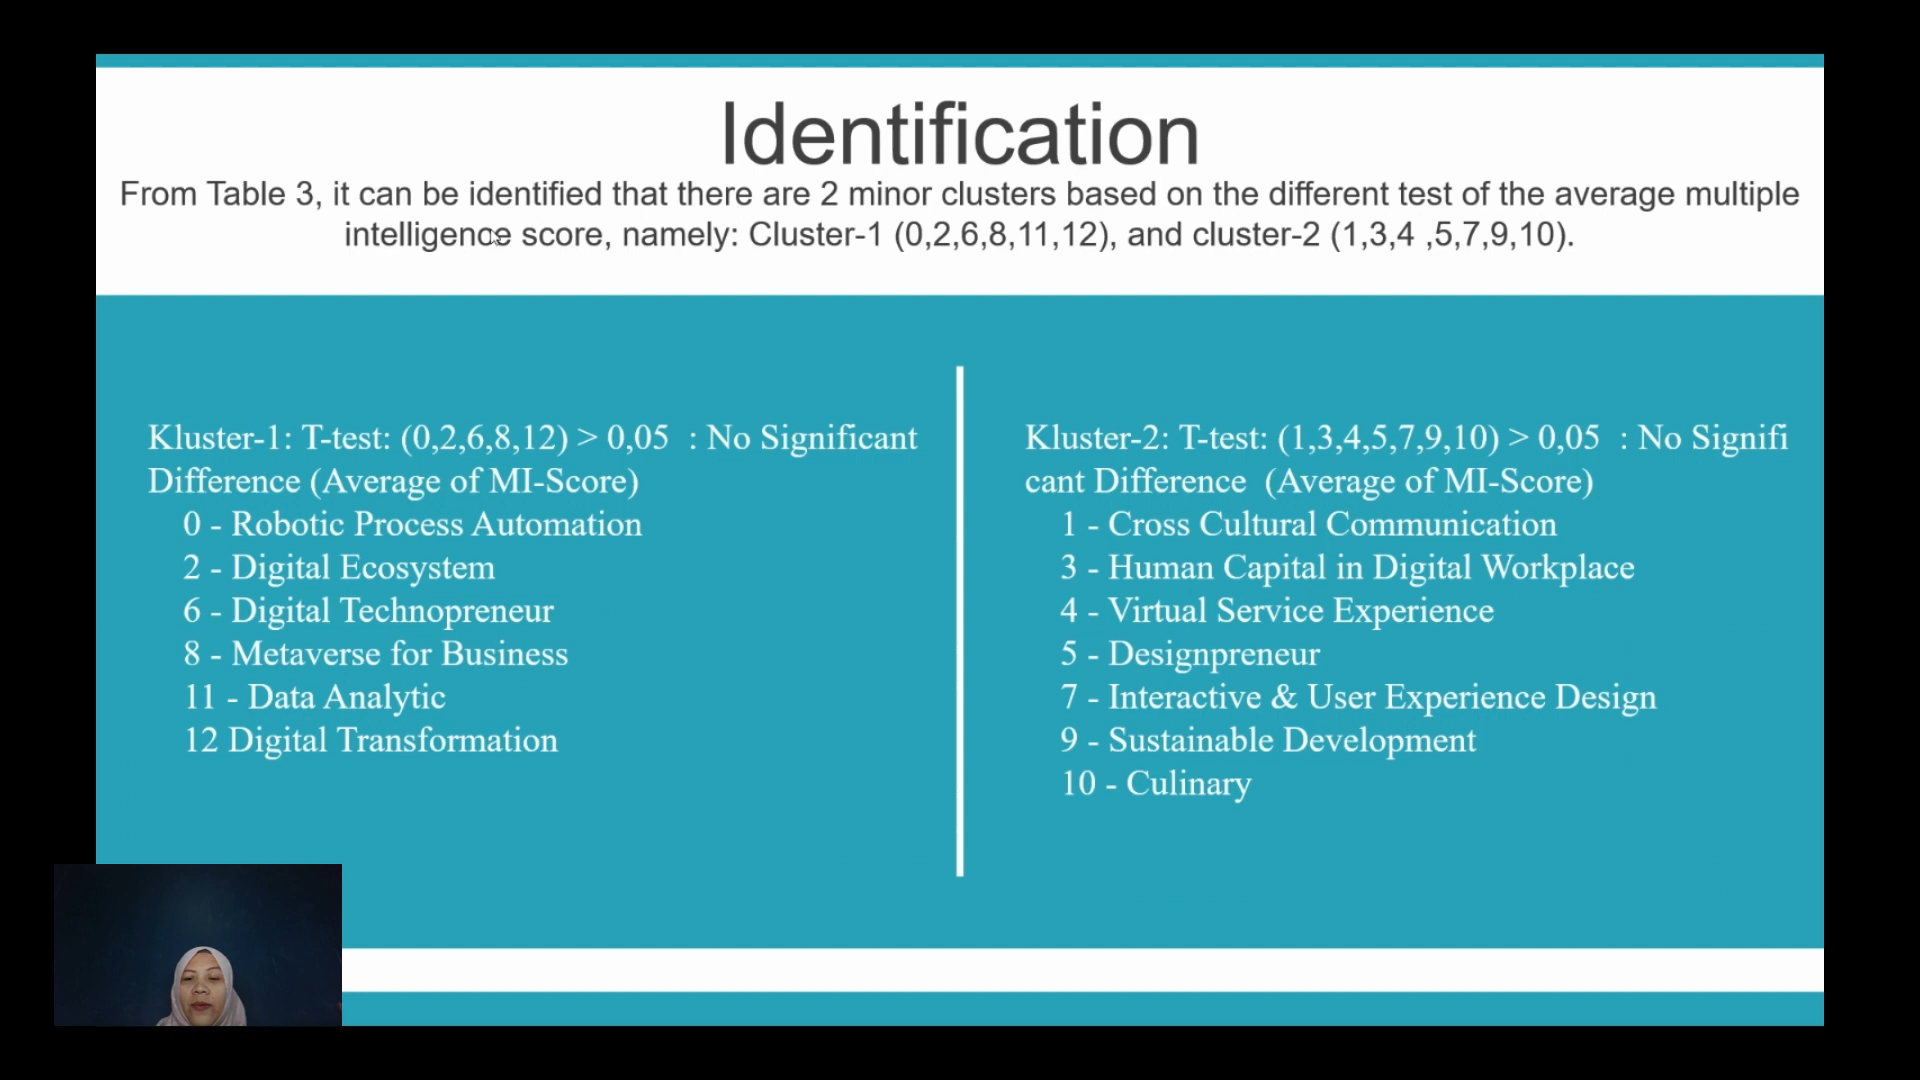 Identification
From Table 3, it can be identified that there are 2 minor clusters based on the different test of the average multiple
intelligence score, namely: Cluster-1 (0,2,6,8,11,12), and cluster-2 (1,3,4 ,5,7,9,10).
Kluster-1: T-test: (0,2,6,8,12) > 0,05  : No Significant
Difference (Average of MI-Score)
0 - Robotic Process Automation
2 - Digital Ecosystem
6 - Digital Technopreneur
8 - Metaverse for Business
11 - Data Analytic
12 Digital Transformation
Kluster-2: T-test: (1,3,4,5,7,9,10) > 0,05  : No Signifi
cant Difference  (Average of MI-Score)
1 - Cross Cultural Communication
3 - Human Capital in Digital Workplace
4 - Virtual Service Experience
5 - Designpreneur
7 - Interactive & User Experience Design
9 - Sustainable Development
10 - Culinary